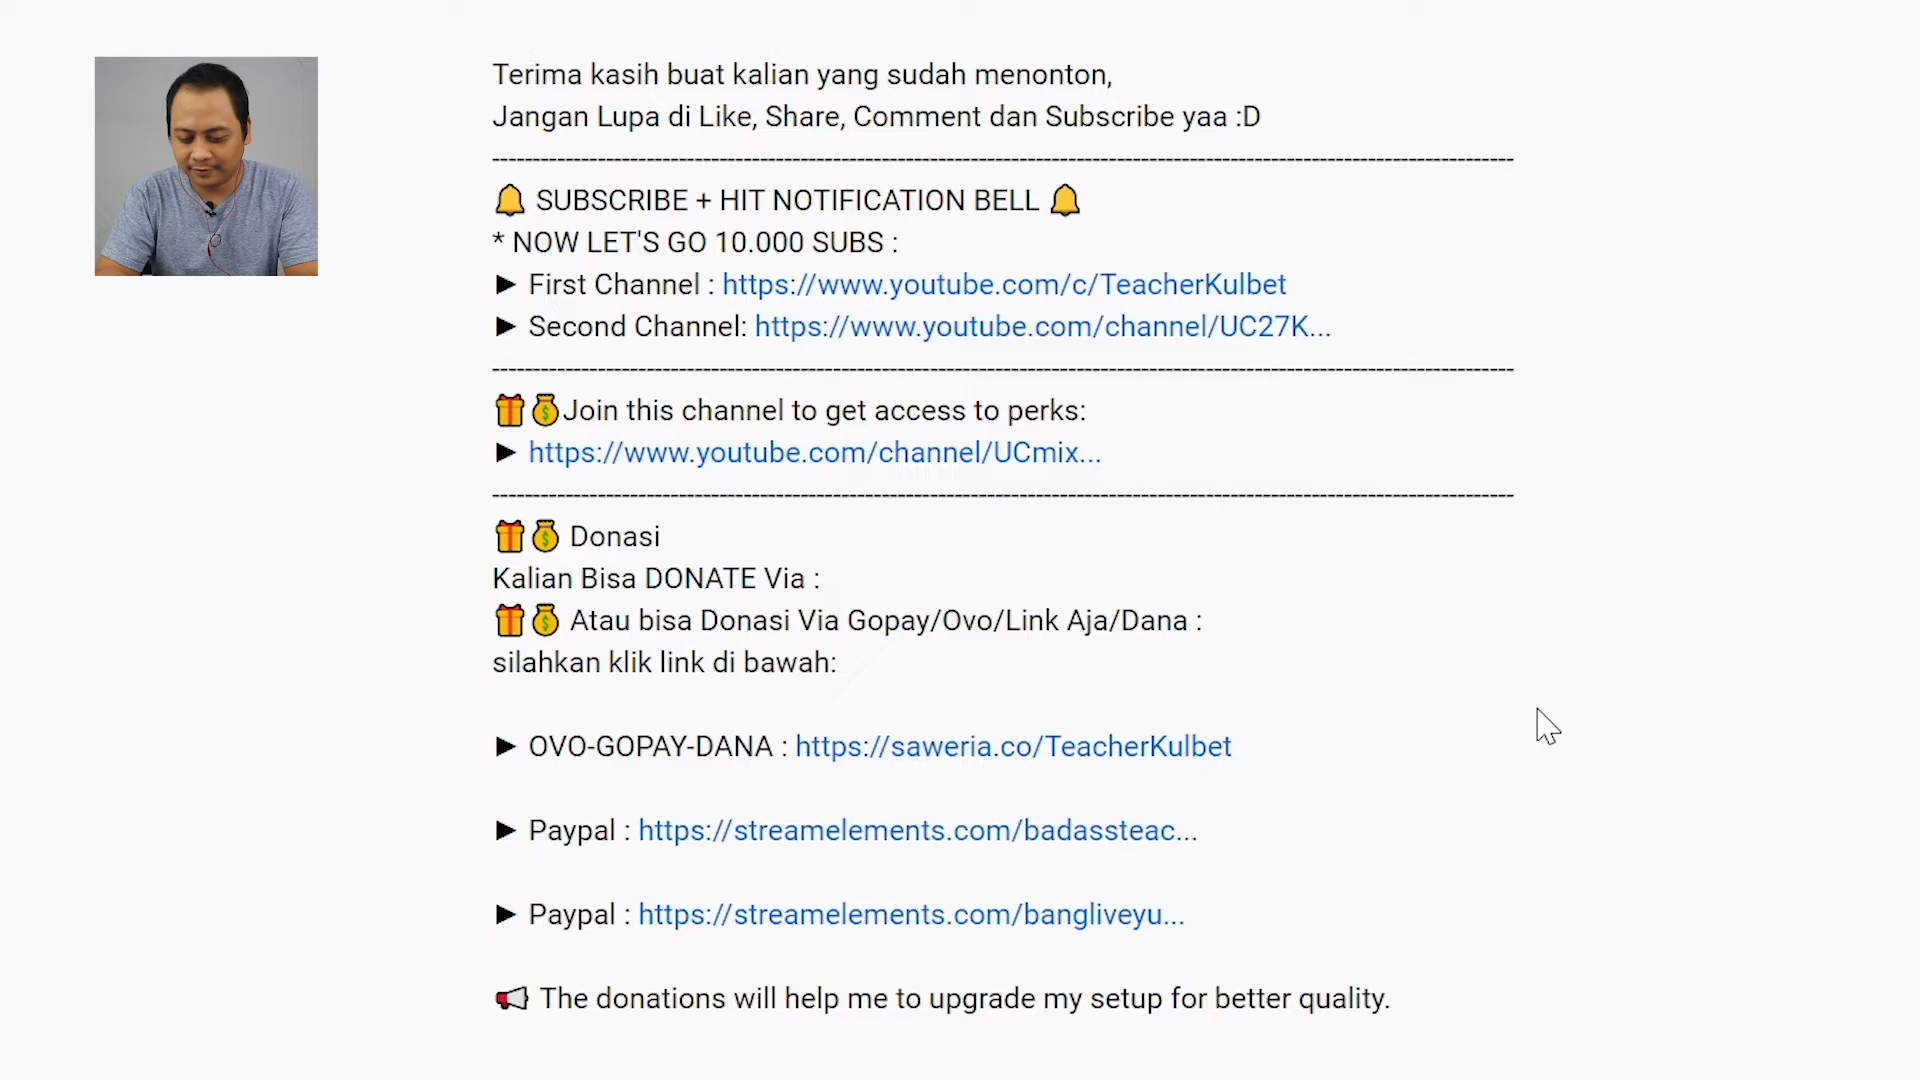 Terima kasih buat kalian yang sudah menonton,
Jangan Lupa di Like, Share, Comment dan Subscribe yaa :D
---------------------------------------------------------------------------------------------------------------------------------
🔔 SUBSCRIBE + HIT NOTIFICATION BELL 🔔
* NOW LET'S GO 10.000 SUBS :
► First Channel : https://www.youtube.com/c/TeacherKulbet
► Second Channel: https://www.youtube.com/channel/UC27K...
---------------------------------------------------------------------------------------------------------------------------------
🎁💰Join this channel to get access to perks:
► https://www.youtube.com/channel/UCmix...
---------------------------------------------------------------------------------------------------------------------------------
🎁💰 Donasi
Kalian Bisa DONATE Via :
🎁💰 Atau bisa Donasi Via Gopay/Ovo/Link Aja/Dana :
silahkan klik link di bawah:
► OVO-GOPAY-DANA : https://saweria.co/TeacherKulbet
► Paypal : https://streamelements.com/badassteac...
► Paypal : https://streamelements.com/bangliveyu...
📢 The donations will help me to upgrade my setup for better quality.